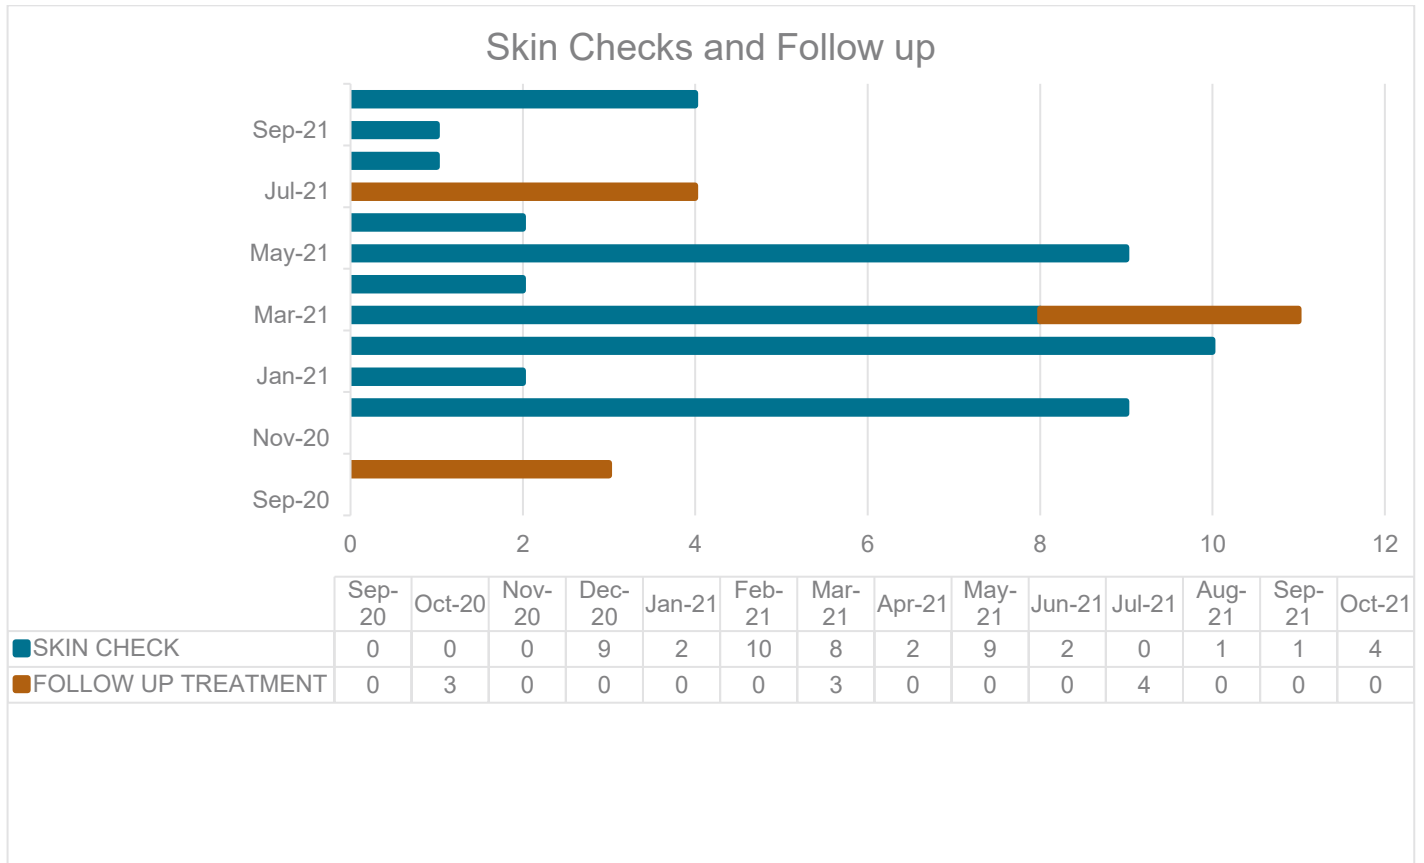 Skin Checks and Follow up
Sep-21
Jul-21
May-21
Mar-21
Jan-21
Nov-20
Sep-20
0 2 4 6 8 10 12
Sep-20 Oct-20 Nov-20 Dec-20 Jan-21 Feb-21 Mar-21 Apr-21 May-21 Jun-21 Jul-21 Aug-21 Sep-21 Oct-21
SKIN CHECK 0 0 0 9 2 10 8 2 9 2 0 1 1 4
FOLLOW UP TREATMENT 0 3 0 0 0 0 3 0 0 0 4 0 0 0